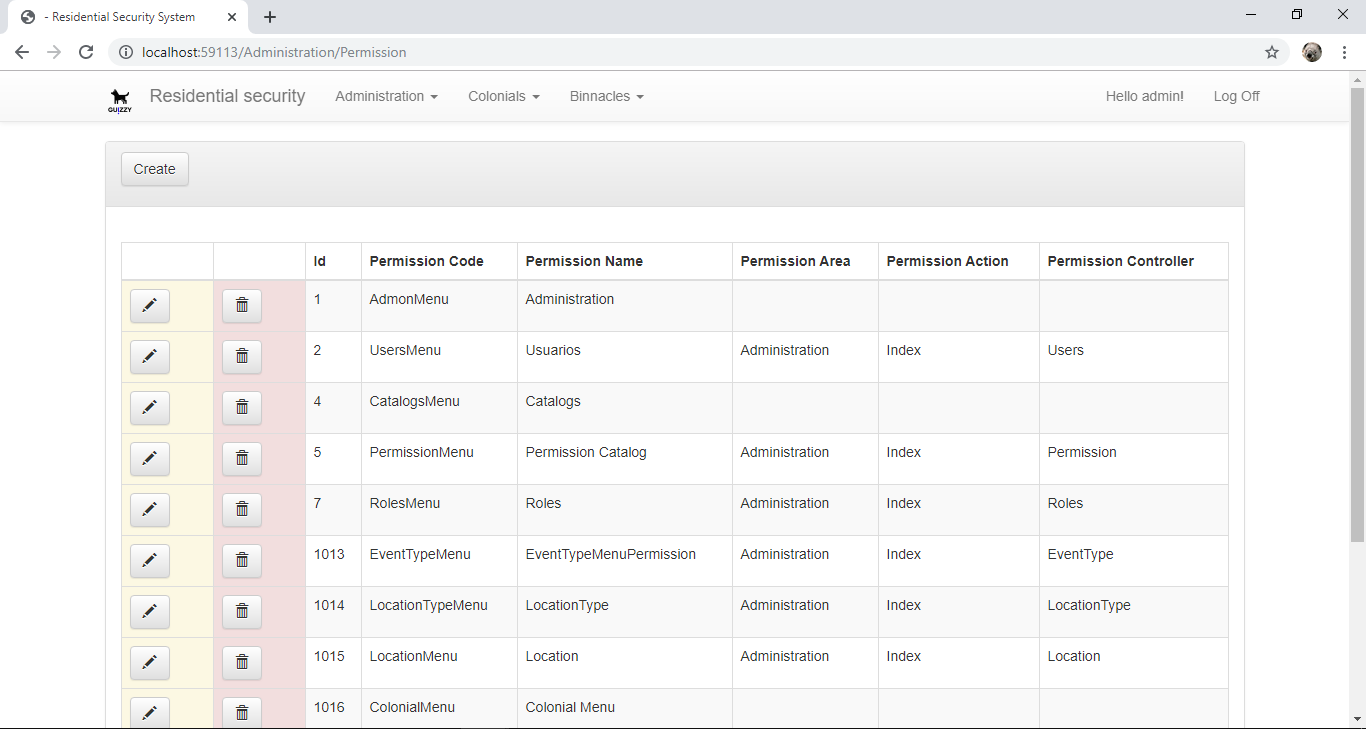 - Residential Security System
localhost:59113/Administration/Permission
GUIZZY
Residential security Administration Colonials Binnacles Hello admin! Log Off
Create
Id Permission Code Permission Name Permission Area Permission Action Permission Controller
1 AdmonMenu Administration
2 UsersMenu Usuarios Administration Index Users
4 CatalogsMenu Catalogs
5 PermissionMenu Permission Catalog Administration Index Permission
7 RolesMenu Roles Administration Index Roles
1013 EventTypeMenu EventTypeMenuPermission Administration Index EventType
1014 LocationTypeMenu LocationType Administration Index LocationType
1015 LocationMenu Location Administration Index Location
1016 ColonialMenu Colonial Menu